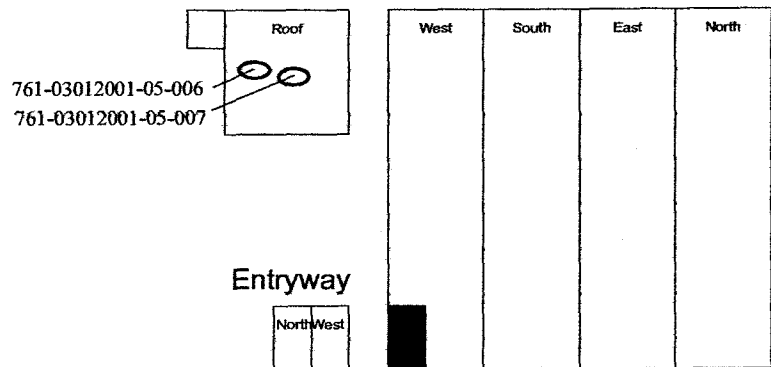 Roof
West South East North
761-03012001-05-006
761-03012001-05-007
Entryway
North West